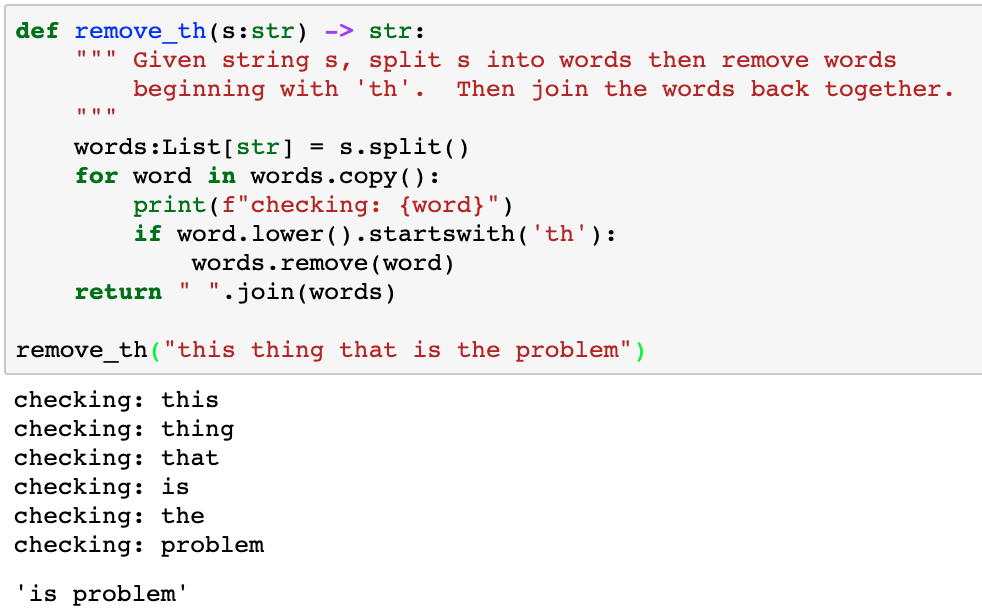 def remove_th(s:str) -> str:
    """ Given string s, split s into words then remove words
        beginning with 'th'.  Then join the words back together.
    """
    words:List[str] = s.split()
    for word in words.copy():
        print(f"checking: {word}")
        if word.lower().startswith('th'):
            words.remove(word)
    return " ".join(words)

remove_th("this thing that is the problem")
checking: this
checking: thing
checking: that
checking: is
checking: the
checking: problem
'is problem'